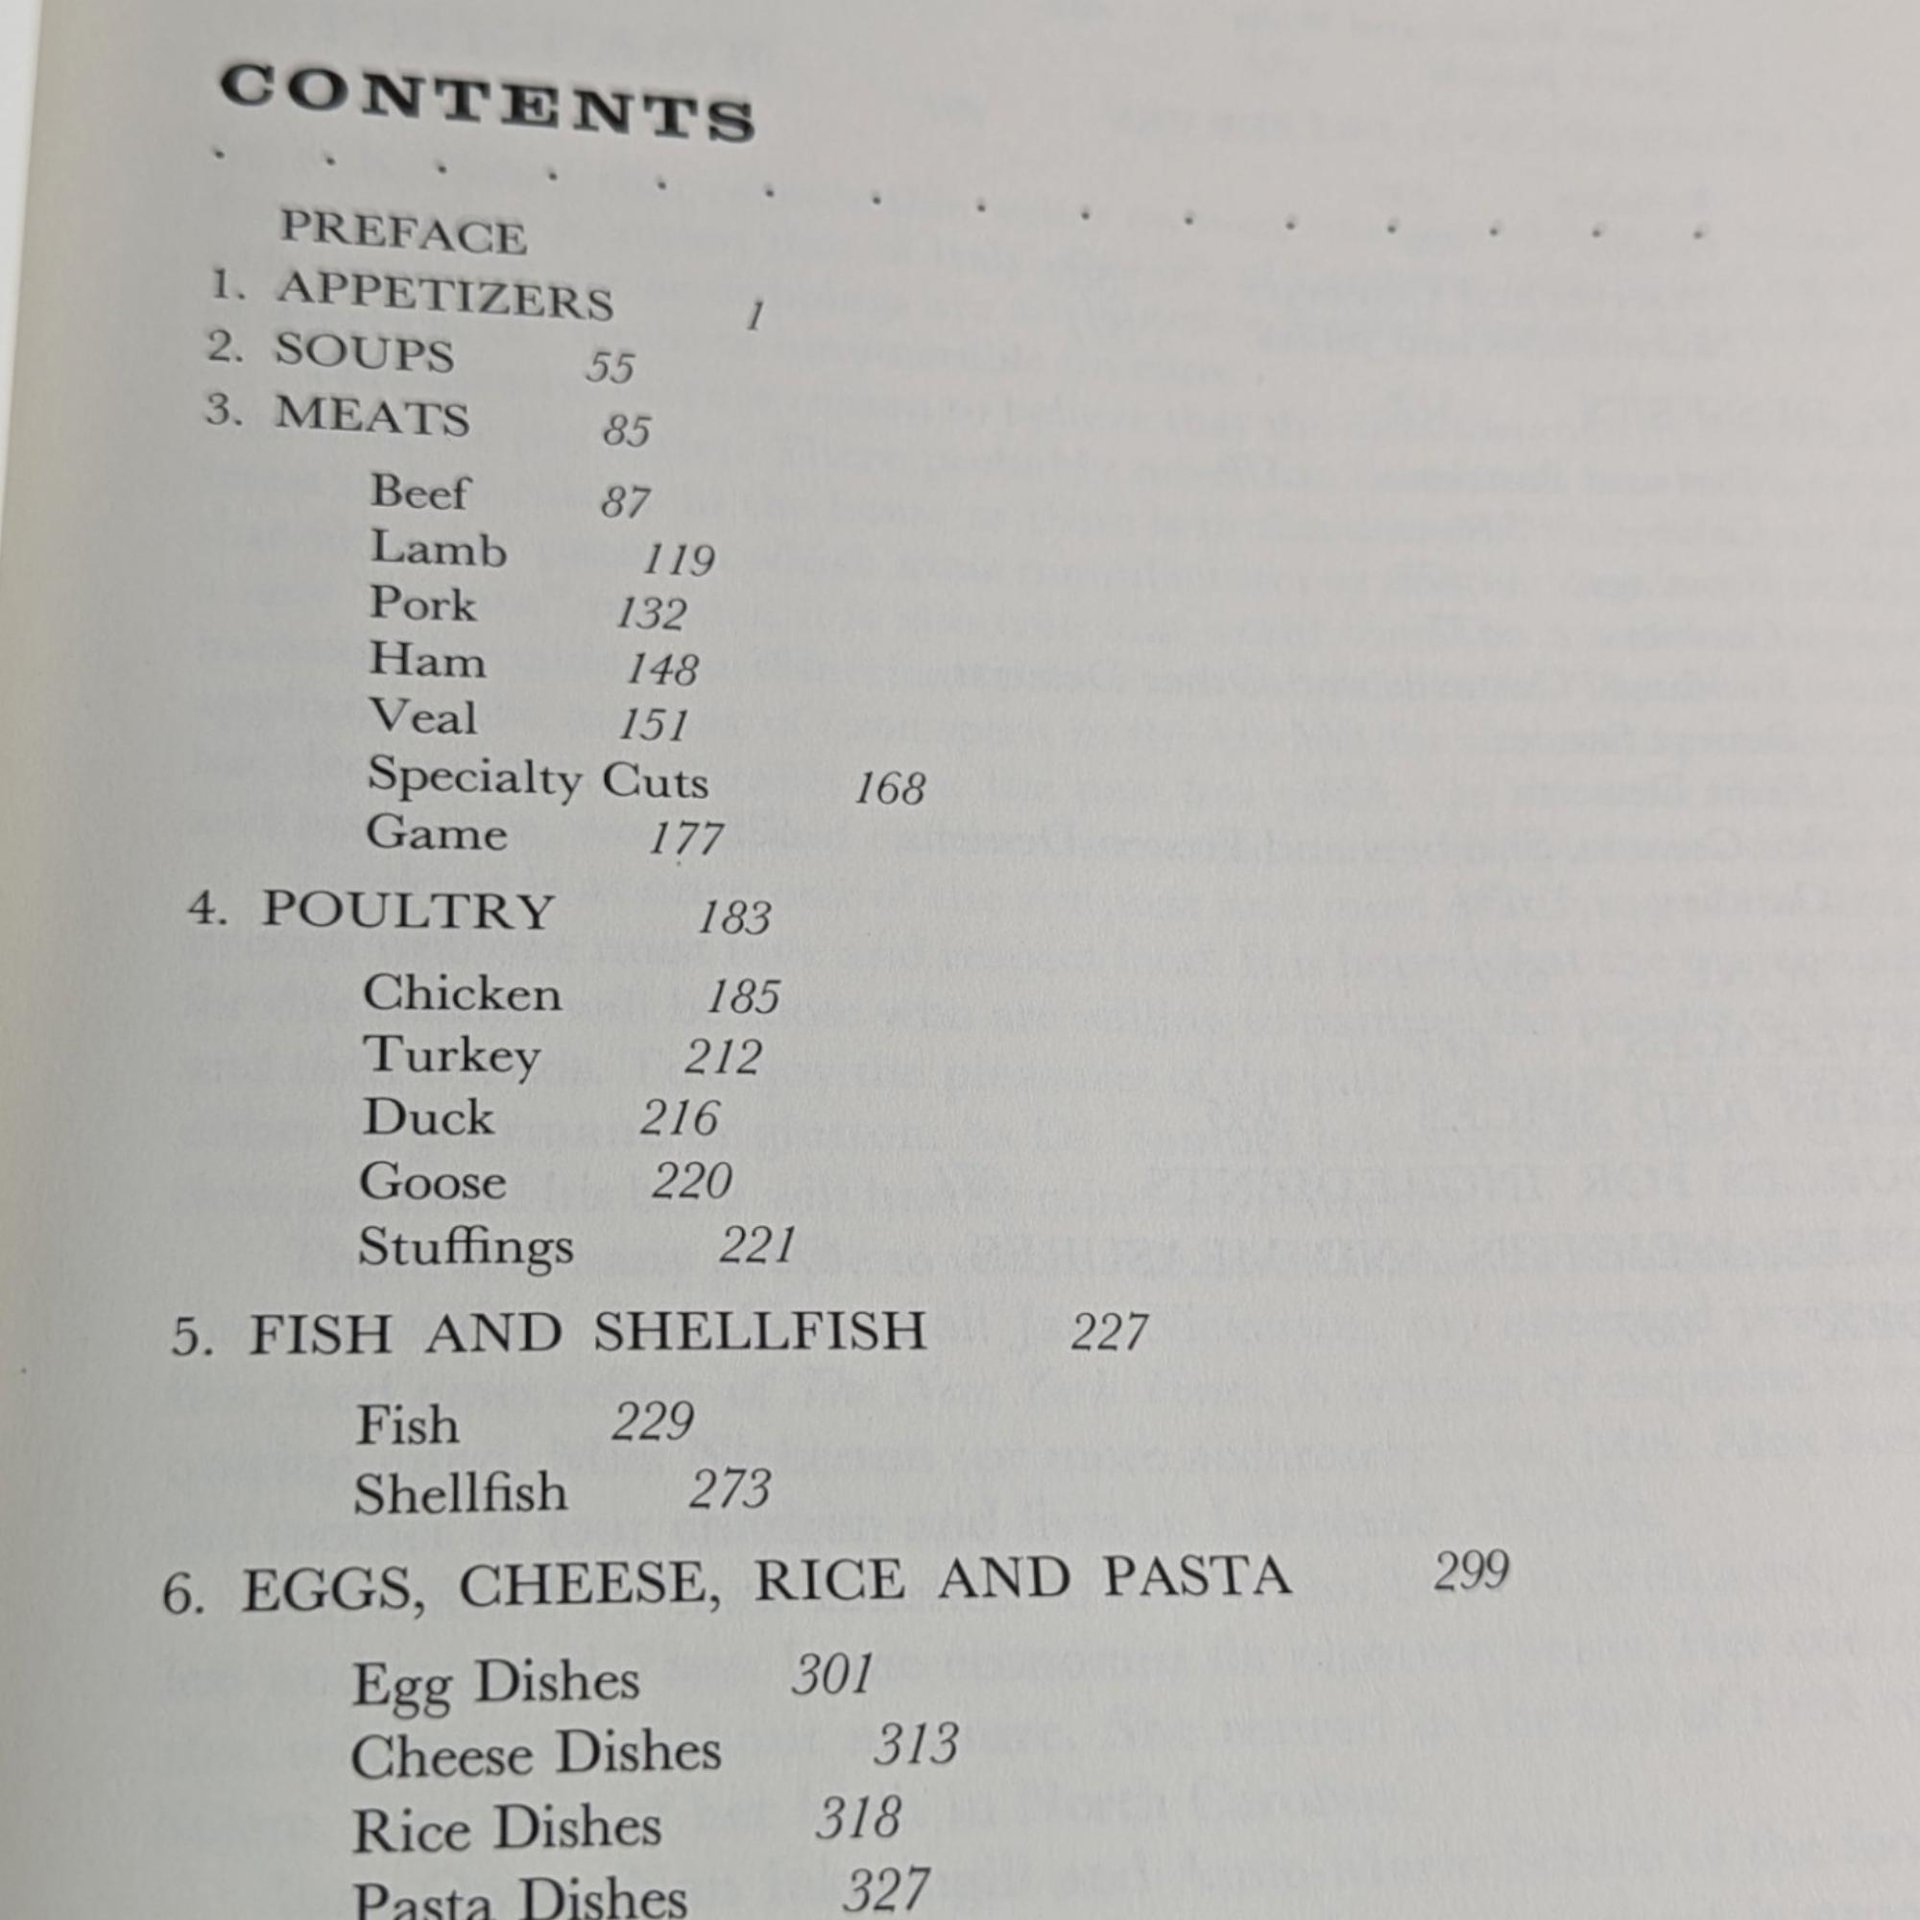 CONTENTS
PREFACE
1. APPETIZERS 1
2. SOUPS 55
3. MEATS 85
Beef 87
Lamb 119
Pork 132
Ham 148
Veal 151
Specialty Cuts 168
Game 177
4. POULTRY 183
Chicken 185
Turkey 212
Duck 216
Goose 220
Stuffings 221
5. FISH AND SHELLFISH 227
Fish 229
Shellfish 273
6. EGGS, CHEESE, RICE AND PASTA 299
Egg Dishes 301
Cheese Dishes 313
Rice Dishes 318
Pasta Dishes 327